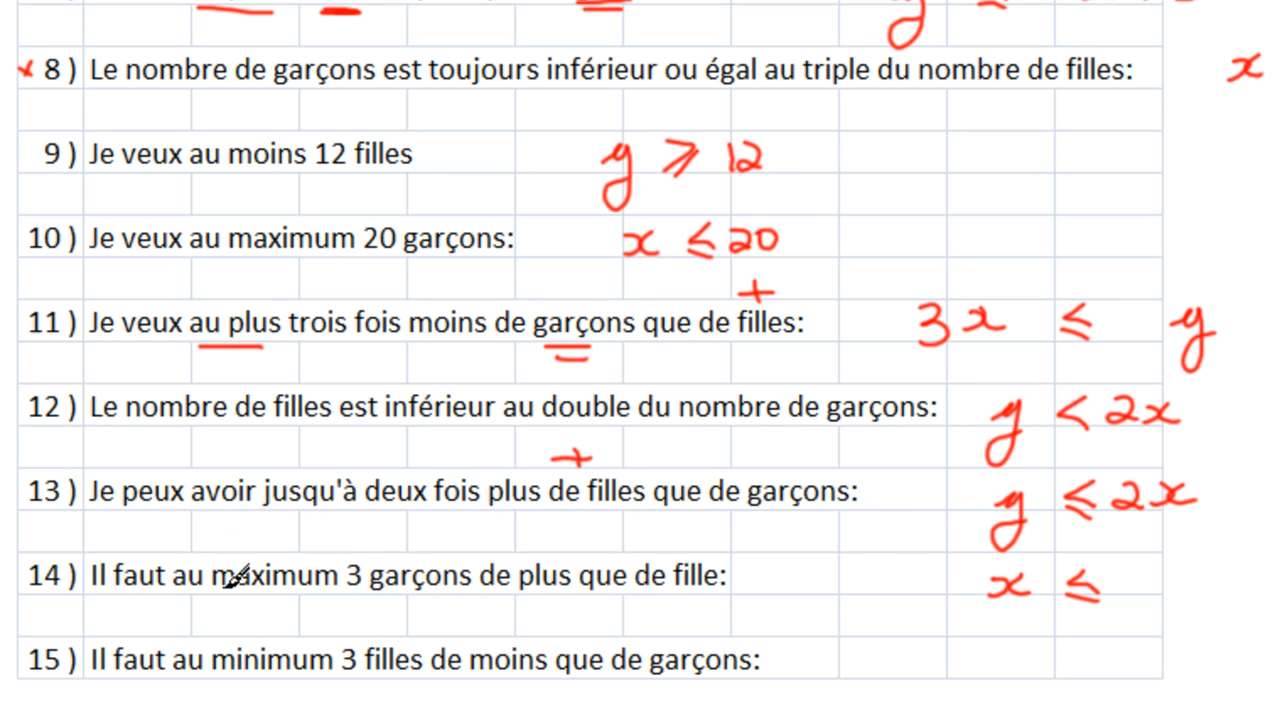 8 ) Le nombre de garçons est toujours inférieur ou égal au triple du nombre de filles: x
9 ) Je veux au moins 12 filles y ⩾ 12
10 ) Je veux au maximum 20 garçons: x ⩽ 20
+
11 ) Je veux au plus trois fois moins de garçons que de filles: 3x ⩽ y
12 ) Le nombre de filles est inférieur au double du nombre de garçons: y < 2x
+
13 ) Je peux avoir jusqu'à deux fois plus de filles que de garçons: y ⩽ 2x
14 ) Il faut au maximum 3 garçons de plus que de fille: x ⩽
15 ) Il faut au minimum 3 filles de moins que de garçons: